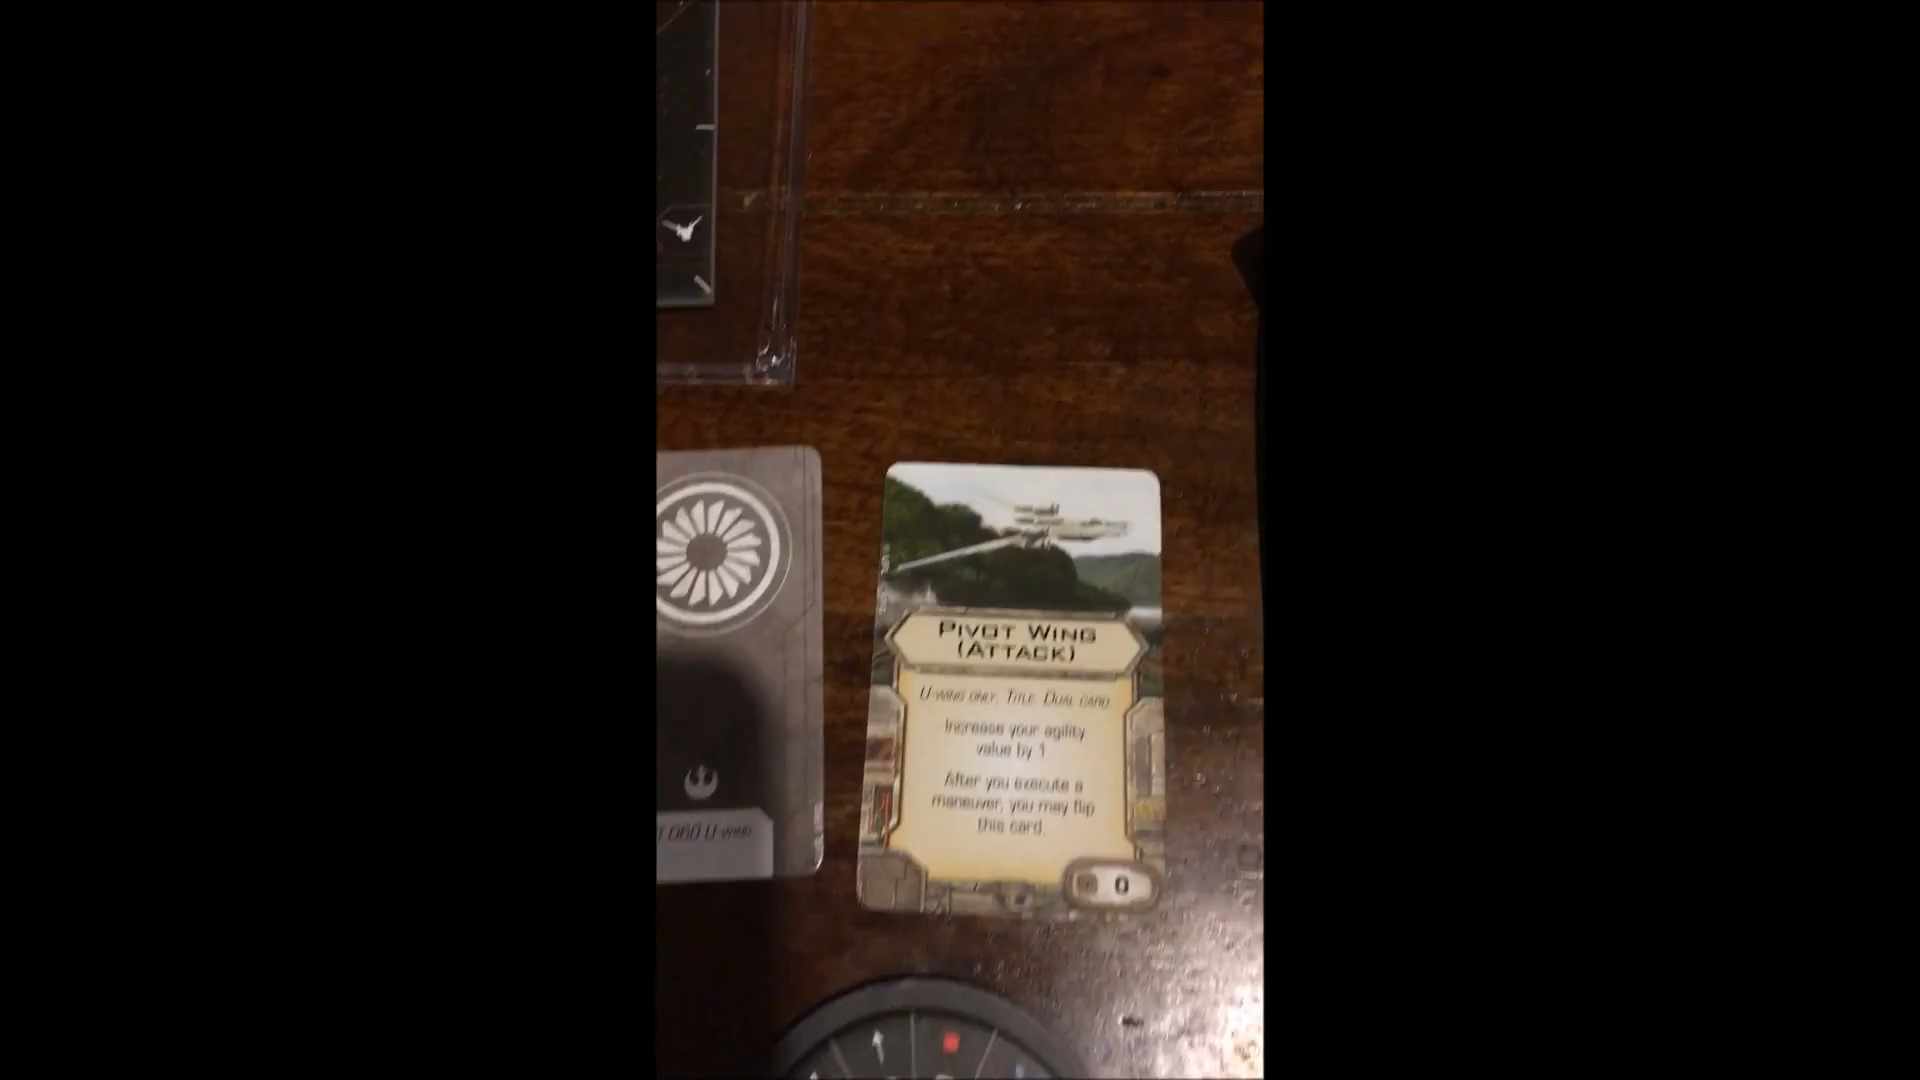 PIVOT WING
(ATTACK)
U-WING ONLY. TITLE. DUAL CARD.
Increase your agility
value by 1.
After you execute a
maneuver, you may flip
this card.
0
U-WING